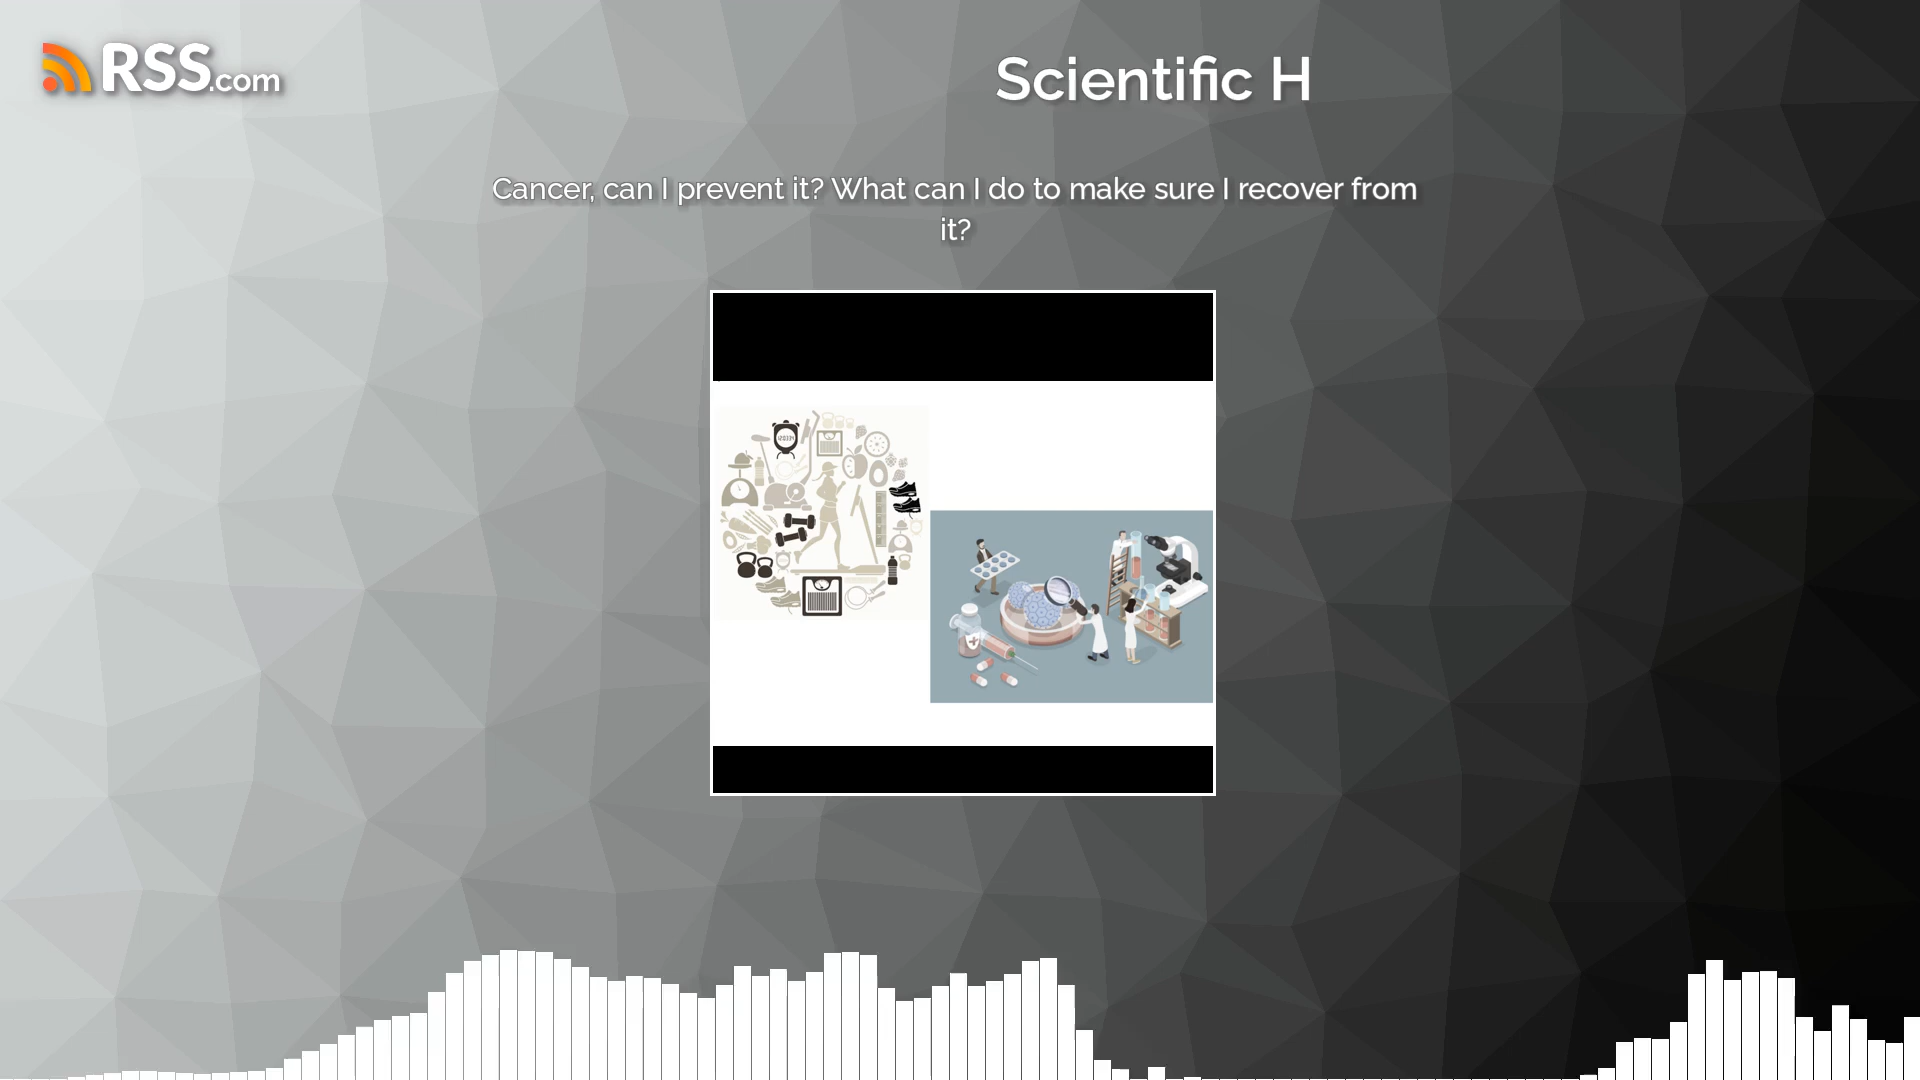 RSS.com
Scientific H
Cancer, can I prevent it? What can I do to make sure I recover from
it?